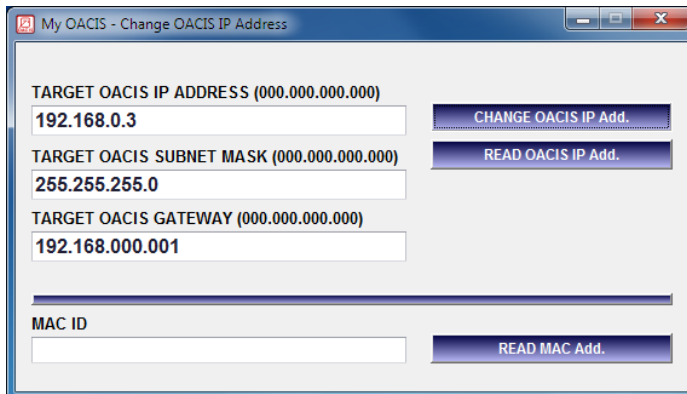 My OACIS - Change OACIS IP Address
TARGET OACIS IP ADDRESS (000.000.000.000)
192.168.0.3
CHANGE OACIS IP Add.
TARGET OACIS SUBNET MASK (000.000.000.000)
READ OACIS IP Add.
255.255.255.0
TARGET OACIS GATEWAY (000.000.000.000)
192.168.000.001
MAC ID
READ MAC Add.